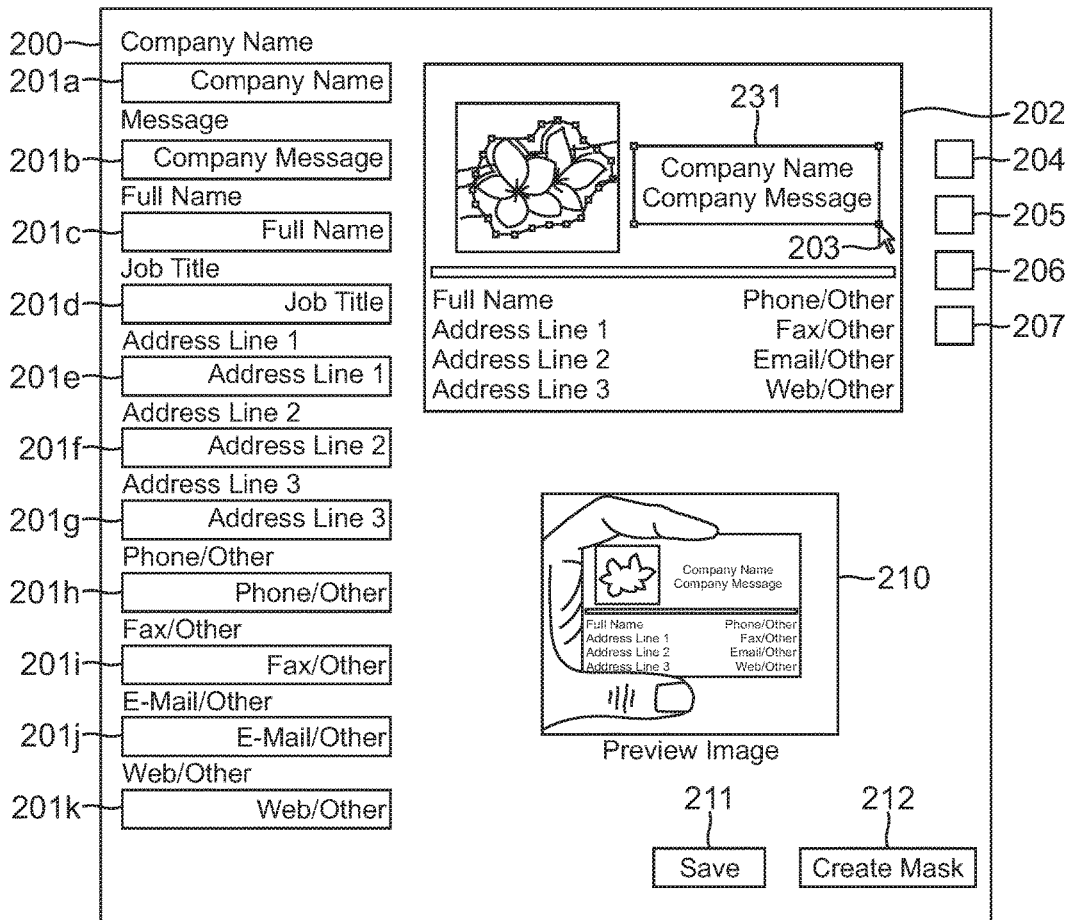 200
Company Name
201a
Company Name
Message
201b
Company Message
Full Name
201c
Full Name
Job Title
201d
Job Title
Address Line 1
201e
Address Line 1
Address Line 2
201f
Address Line 2
Address Line 3
201g
Address Line 3
Phone/Other
201h
Phone/Other
Fax/Other
201i
Fax/Other
E-Mail/Other
201j
E-Mail/Other
Web/Other
201k
Web/Other
231
202
Company Name
Company Message
203
204
205
206
207
Full Name Phone/Other
Address Line 1 Fax/Other
Address Line 2 Email/Other
Address Line 3 Web/Other
210
Company Name
Company Message
Full Name Phone/Other
Address Line 1 Fax/Other
Address Line 2 Email/Other
Address Line 3 Web/Other
Preview Image
211 212
Save Create Mask